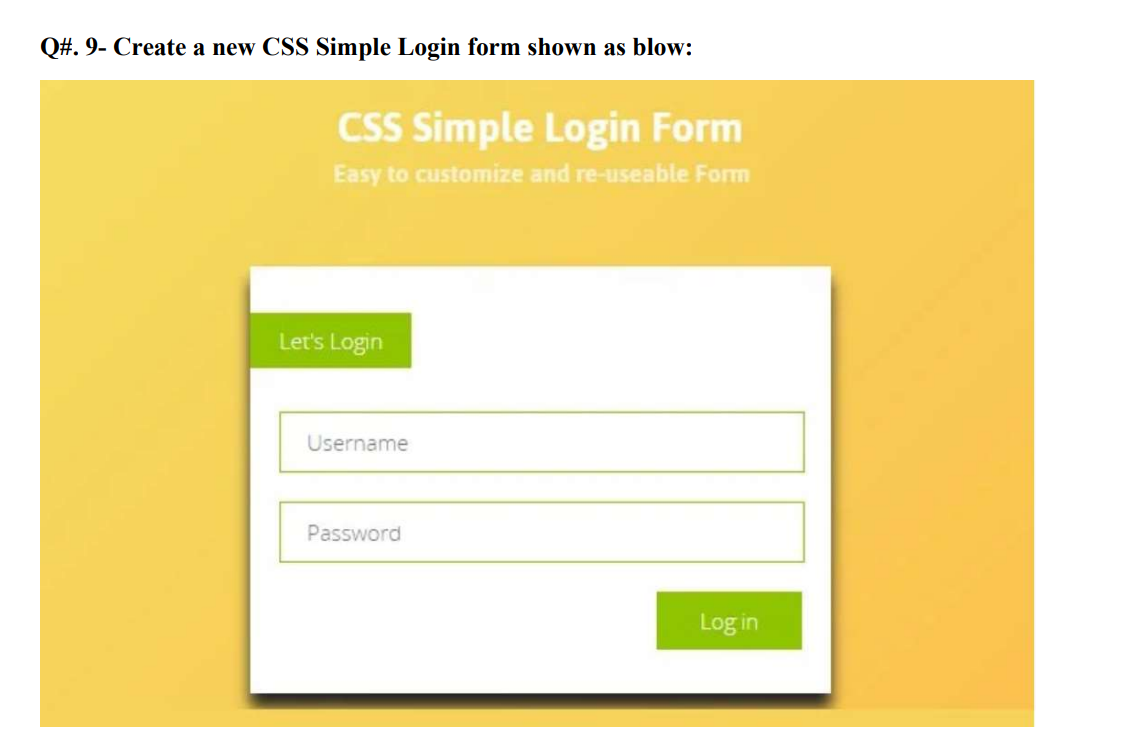 Q#. 9- Create a new CSS Simple Login form shown as blow:
CSS Simple Login Form
Easy to customize and re-useable Form
Let's Login
Username
Password
Log in